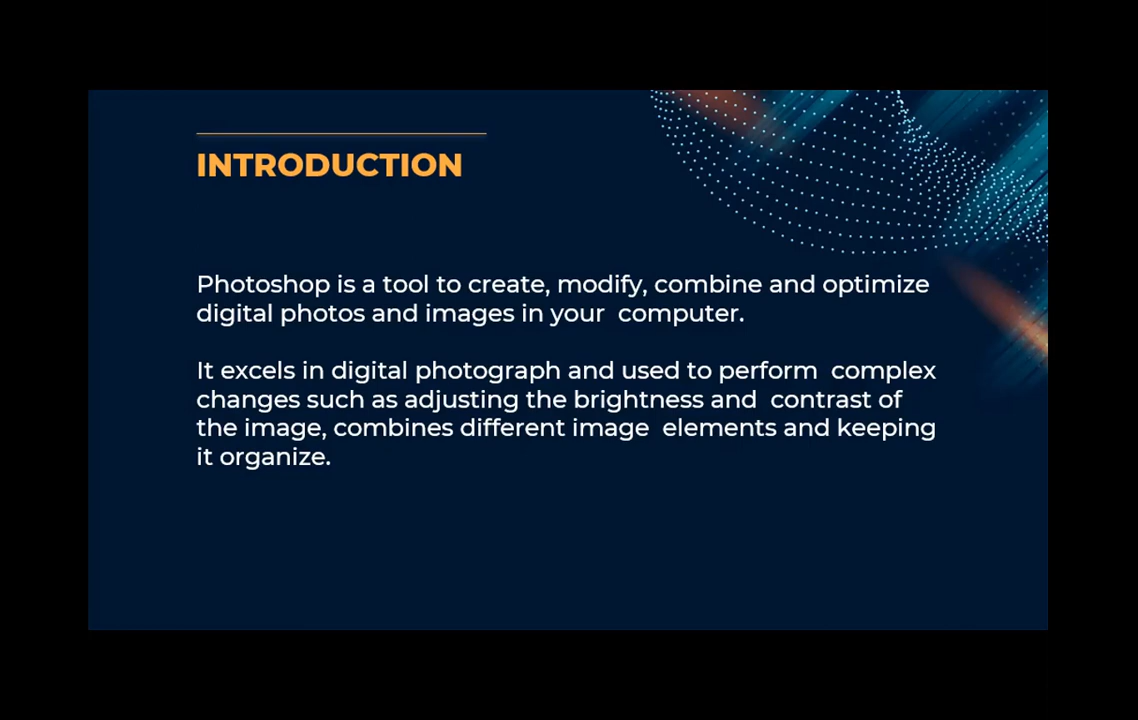 INTRODUCTION
Photoshop is a tool to create, modify, combine and optimize
digital photos and images in your  computer.
It excels in digital photograph and used to perform  complex
changes such as adjusting the brightness and  contrast of
the image, combines different image  elements and keeping
it organize.